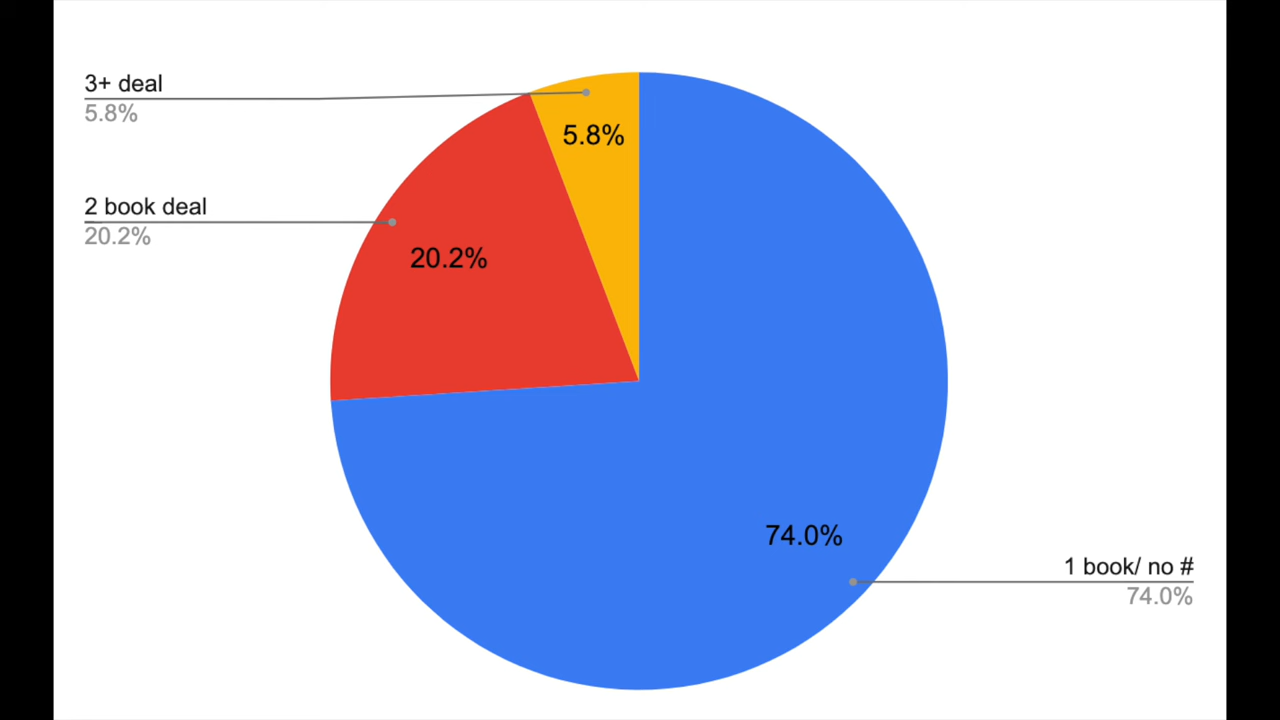 3+ deal
5.8%
5.8%
2 book deal
20.2%
20.2%
74.0%
1 book/ no #
74.0%